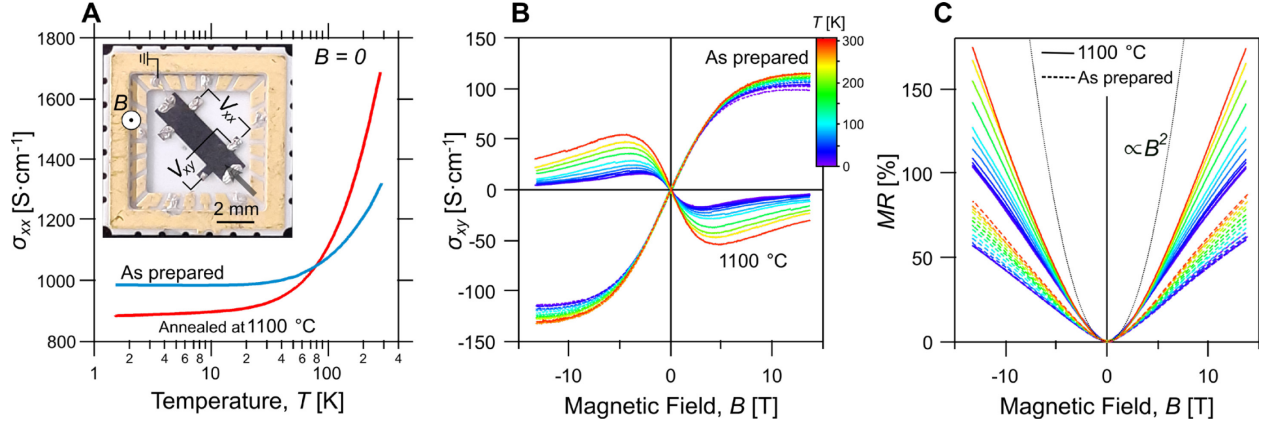 A
1800
1600
1400
1200
1000
800
σxx [S·cm⁻¹]
B = 0
B
Vxx
Vxy
2 mm
As prepared
Annealed at 1100 °C
1
2
4
6
8
10
2
4
6
8
100
2
4
Temperature, T [K]
B
T [K]
300
200
100
0
150
100
50
0
-50
-100
-150
σxy [S·cm⁻¹]
As prepared
1100 °C
-10
0
10
Magnetic Field, B [T]
C
150
100
50
0
MR [%]
1100 °C
As prepared
∝B²
-10
0
10
Magnetic Field, B [T]